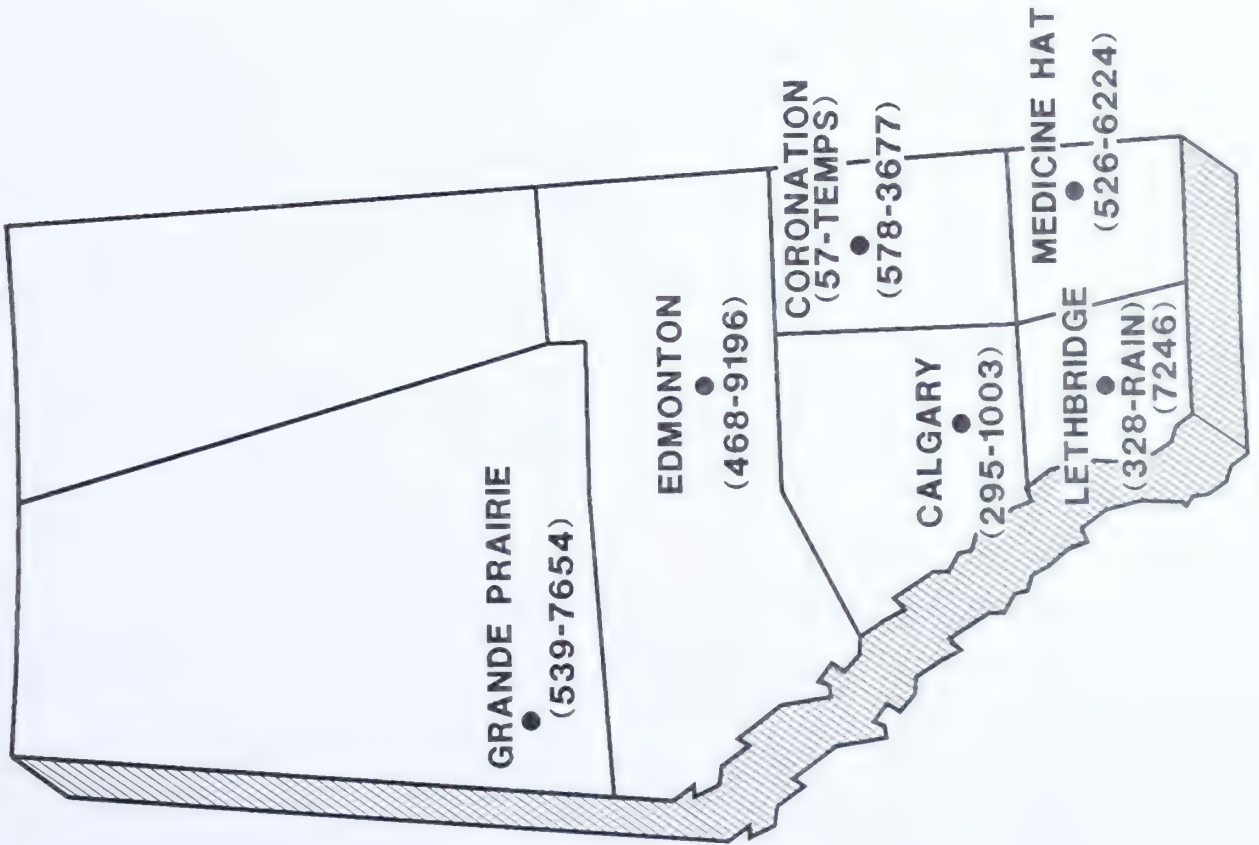 GRANDE PRAIRIE
(539-7654)
EDMONTON
(468-9196)
CORONATION
(57-TEMPS)
(578-3677)
CALGARY
(295-1003)
MEDICINE HAT
(526-6224)
LETHBRIDGE
(328-RAIN)
(7246)